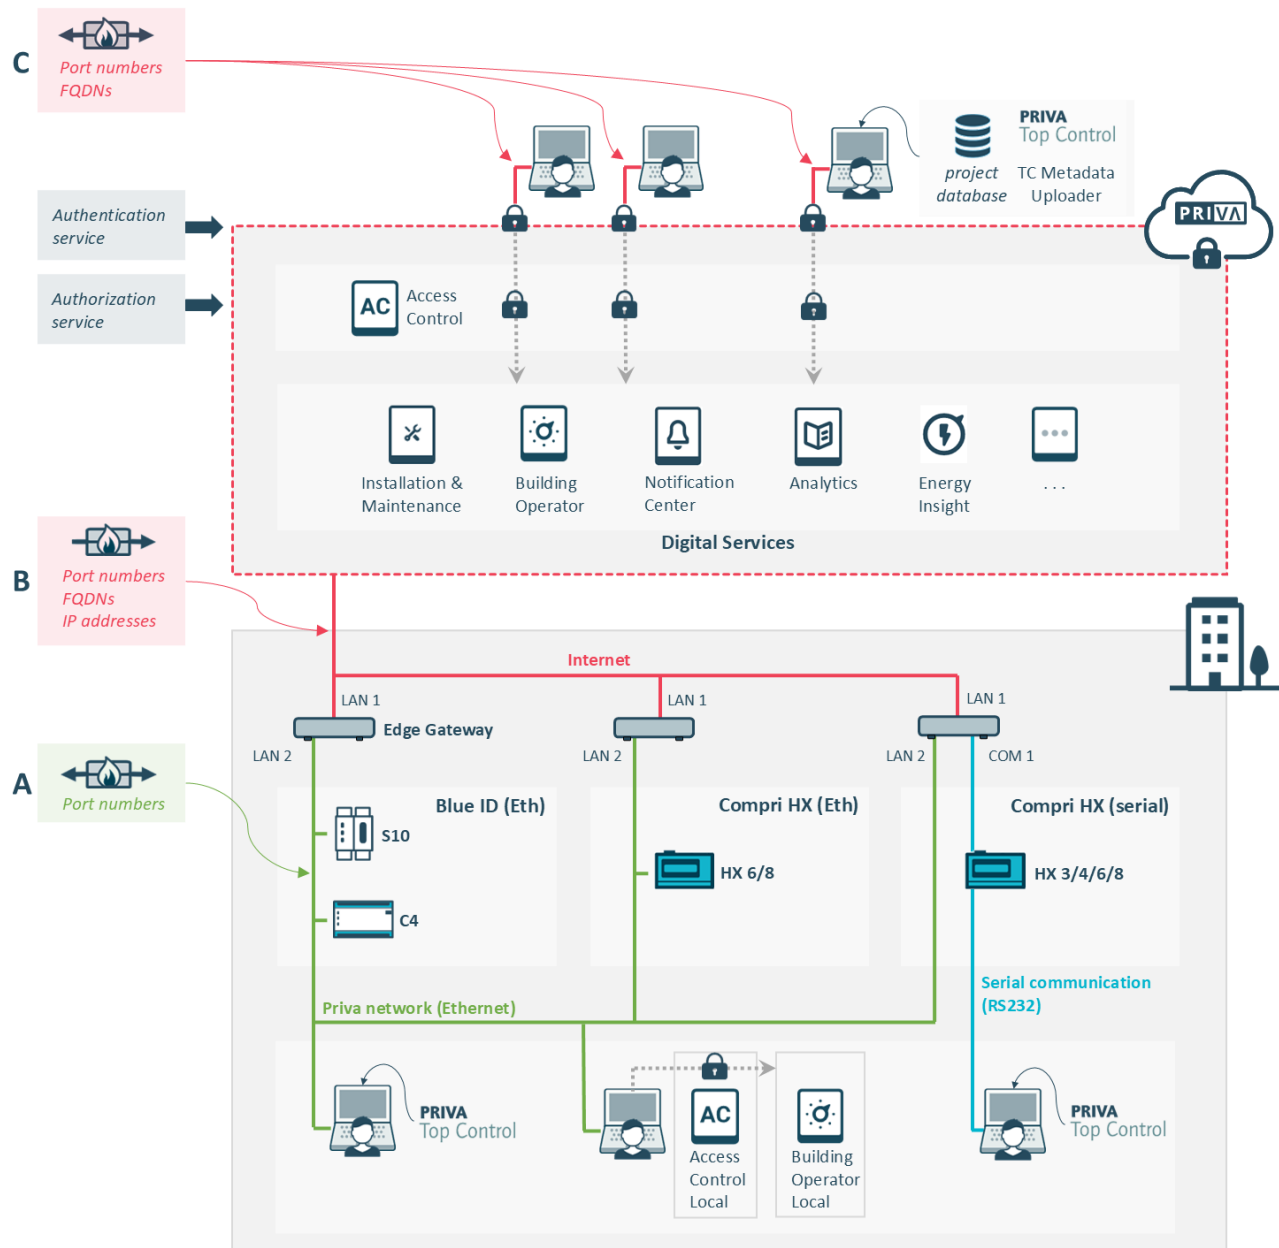 C
Port numbers
FQDNs
PRIVA
Top Control
project
database
TC Metadata
Uploader
Authentication
service
PRIVA
Authorization
service
AC
Access
Control
Installation &
Maintenance
Building
Operator
Notification
Center
Analytics
Energy
Insight
...
Digital Services
B
Port numbers
FQDNs
IP addresses
Internet
LAN 1
LAN 1
LAN 1
Edge Gateway
LAN 2
LAN 2
LAN 2
COM 1
A
Port numbers
Blue ID (Eth)
Compri HX (Eth)
Compri HX (serial)
S10
HX 6/8
HX 3/4/6/8
C4
Serial communication
(RS232)
Priva network (Ethernet)
PRIVA
Top Control
AC
Access
Control
Local
Building
Operator
Local
PRIVA
Top Control